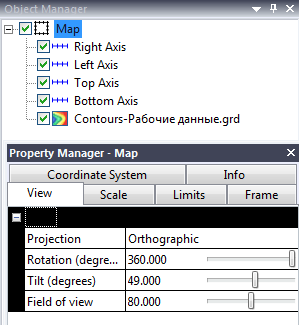 Object Manager
Map
Right Axis
Left Axis
Top Axis
Bottom Axis
Contours-Рабочие данные.grd
Property Manager - Map
Coordinate System Info
View Scale Limits Frame
Projection Orthographic
Rotation (degre... 360.000
Tilt (degrees) 49.000
Field of view 80.000